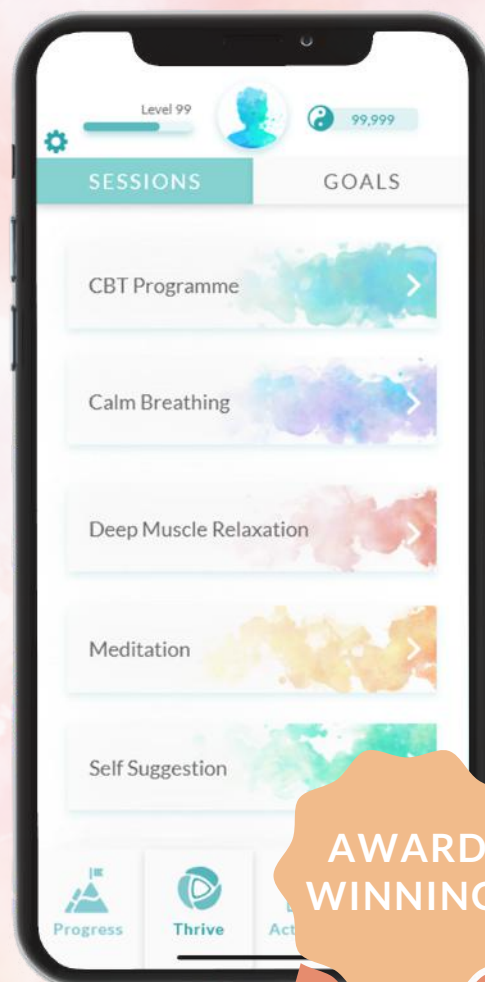 Level 99
99,999
SESSIONS
GOALS
CBT Programme
Calm Breathing
Deep Muscle Relaxation
Meditation
Self Suggestion
AWARD
WINNING
Progress
Thrive